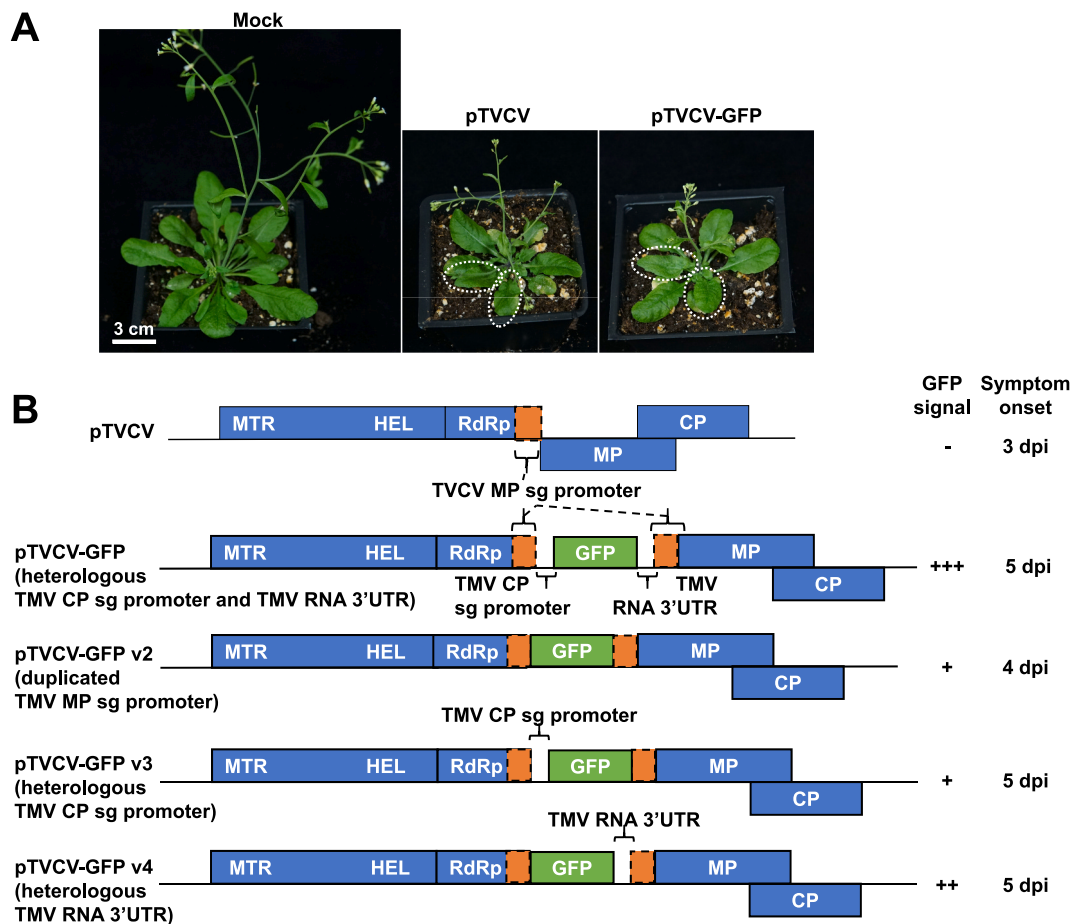 A
Mock
pTVCV
pTVCV-GFP
3 cm
B
GFP signal
Symptom onset
pTVCV
MTR HEL RdRp CP
MP
- 3 dpi
TVCV MP sg promoter
pTVCV-GFP
(heterologous
TMV CP sg promoter and TMV RNA 3'UTR)
MTR HEL RdRp GFP MP
CP
TMV CP
sg promoter
TMV
RNA 3'UTR
+++ 5 dpi
pTVCV-GFP v2
(duplicated
TMV MP sg promoter)
MTR HEL RdRp GFP MP
CP
+ 4 dpi
TMV CP sg promoter
pTVCV-GFP v3
(heterologous
TMV CP sg promoter)
MTR HEL RdRp GFP MP
CP
+ 5 dpi
TMV RNA 3'UTR
pTVCV-GFP v4
(heterologous
TMV RNA 3'UTR)
MTR HEL RdRp GFP MP
CP
++ 5 dpi